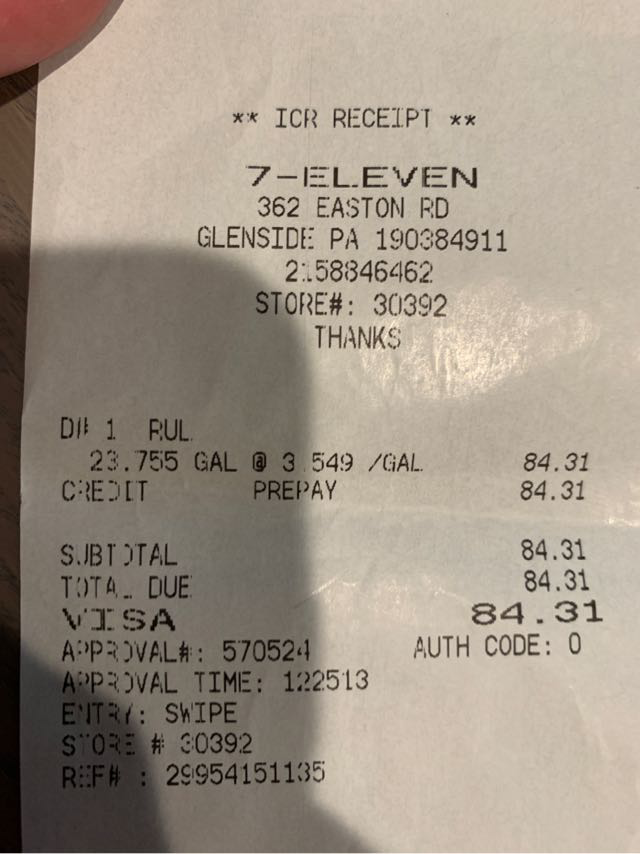 ** ICR RECEIPT **
7-ELEVEN
362 EASTON RD
GLENSIDE PA 190384911
2158846462
STORE#: 30392
THANKS
D# 1 RUL
23.755 GAL @ 3.549 /GAL 84.31
CREDIT PREPAY 84.31
SUBTOTAL 84.31
TOTAL DUE 84.31
VISA 84.31
APPROVAL#: 570524 AUTH CODE: 0
APPROVAL TIME: 122513
ENTRY: SWIPE
STORE # 30392
REF# : 29954151135